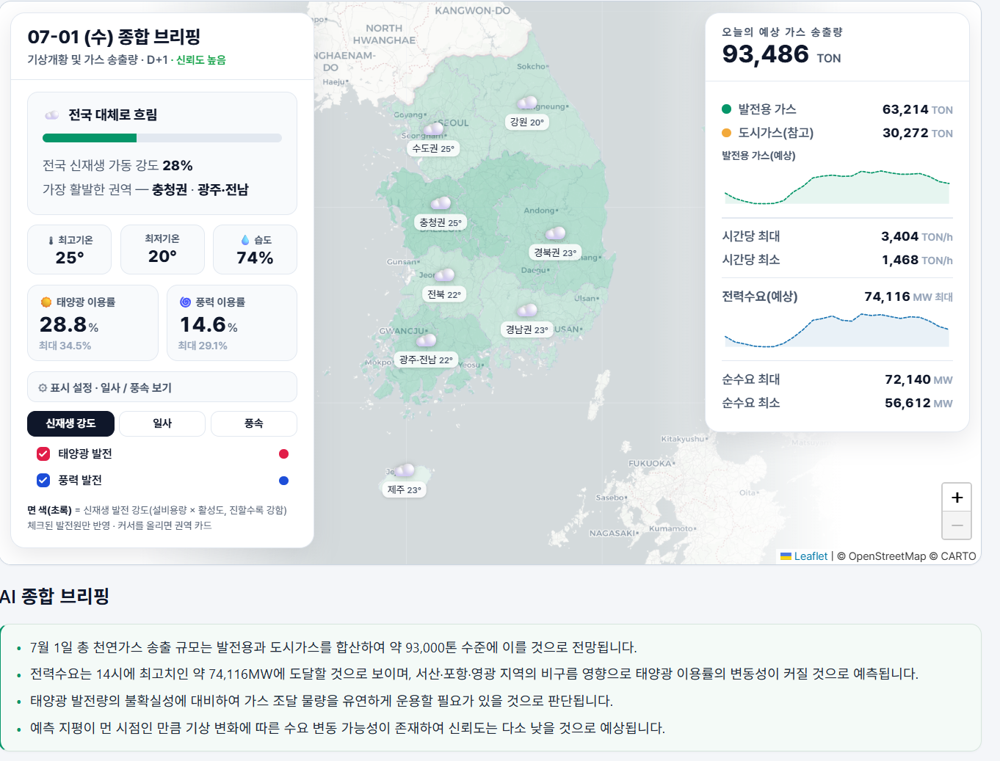 07-01 (수) 종합 브리핑
기상개황 및 가스 송출량 · D+1 · 신뢰도 높음
전국 대체로 흐림
전국 신재생 가동 강도 28%
가장 활발한 권역 — 충청권 · 광주·전남
최고기온
25°
최저기온
20°
습도
74%
태양광 이용률
28.8%
최대 34.5%
풍력 이용률
14.6%
최대 29.1%
표시 설정 · 일사 / 풍속 보기
신재생 강도
일사
풍속
태양광 발전
풍력 발전
면 색(초록) = 신재생 발전 강도(설비용량 × 활성도, 진할수록 강함)
체크된 발전원만 반영 · 커서를 올리면 권역 카드
KANGWON-DO
NORTH
HWANGHAE
NGHAENAM-
DO
Haeju
Sokcho
Goyang
SEOUL
Seongnam
수도권 25°
강원 20°
충청권 25°
Andong
경북권 23°
Daegu
Gunsan
전북 22°
Ulsan
경남권 23°
USAN
GWANGJU
Mokpo
광주·전남 22°
Yeosu
제주 23°
Kitakyushu
Matsuy
FUKUOKA
Oita
Sasebo
NAGASAKI
Kumamoto
오늘의 예상 가스 송출량
93,486 TON
발전용 가스 63,214 TON
도시가스(참고) 30,272 TON
발전용 가스(예상)
시간당 최대 3,404 TON/h
시간당 최소 1,468 TON/h
전력수요(예상) 74,116 MW 최대
순수요 최대 72,140 MW
순수요 최소 56,612 MW
+
−
Leaflet | © OpenStreetMap © CARTO
AI 종합 브리핑
• 7월 1일 총 천연가스 송출 규모는 발전용과 도시가스를 합산하여 약 93,000톤 수준에 이를 것으로 전망됩니다.
• 전력수요는 14시에 최고치인 약 74,116MW에 도달할 것으로 보이며, 서산·포항·영광 지역의 비구름 영향으로 태양광 이용률의 변동성이 커질 것으로 예측됩니다.
• 태양광 발전량의 불확실성에 대비하여 가스 조달 물량을 유연하게 운용할 필요가 있을 것으로 판단됩니다.
• 예측 지평이 먼 시점인 만큼 기상 변화에 따른 수요 변동 가능성이 존재하여 신뢰도는 다소 낮을 것으로 예상됩니다.